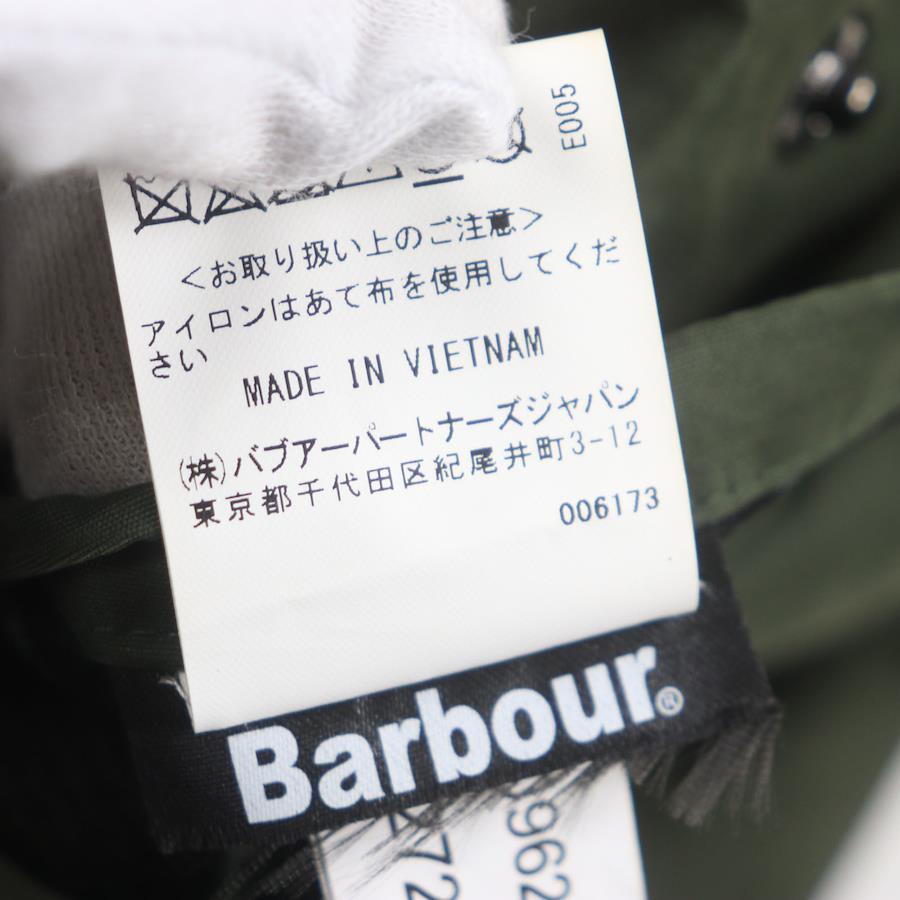 E005
<お取り扱い上のご注意>
アイロンはあて布を使用してくだ
さい
MADE IN VIETNAM
(株)バブアーパートナーズジャパン
東京都千代田区紀尾井町3-12
006173
Barbour®